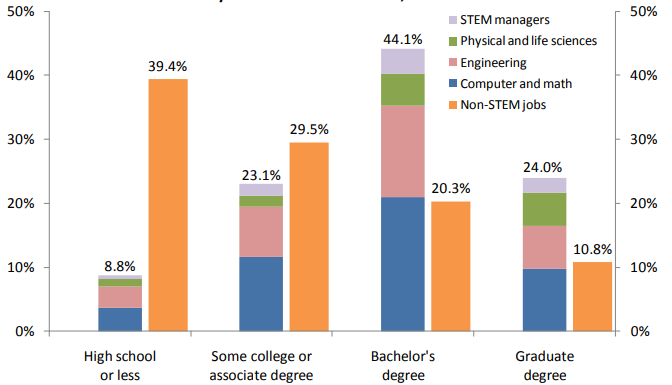 50%
40%
30%
20%
10%
0%
50%
40%
30%
20%
10%
0%
STEM managers
Physical and life sciences
Engineering
Computer and math
Non-STEM jobs
8.8%
39.4%
23.1%
29.5%
44.1%
20.3%
24.0%
10.8%
High school
or less
Some college or
associate degree
Bachelor's
degree
Graduate
degree